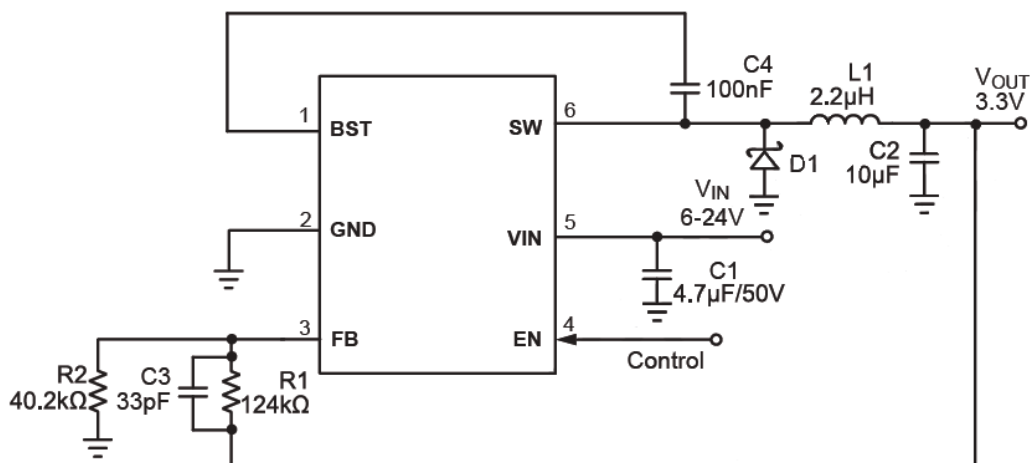 C4
100nF
L1
2.2µH
VOUT
3.3V
1
BST
SW
6
C2
10µF
D1
VIN
6-24V
2
GND
VIN
5
C1
4.7µF/50V
3
FB
EN
4
Control
R2
40.2kΩ
C3
33pF
R1
124kΩ